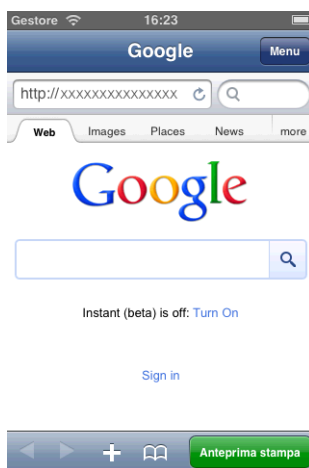 Gestore 16:23
Google Menu
http://xxxxxxxxxxxxxxx
Web Images Places News more
Google
Instant (beta) is off: Turn On
Sign in
Anteprima stampa